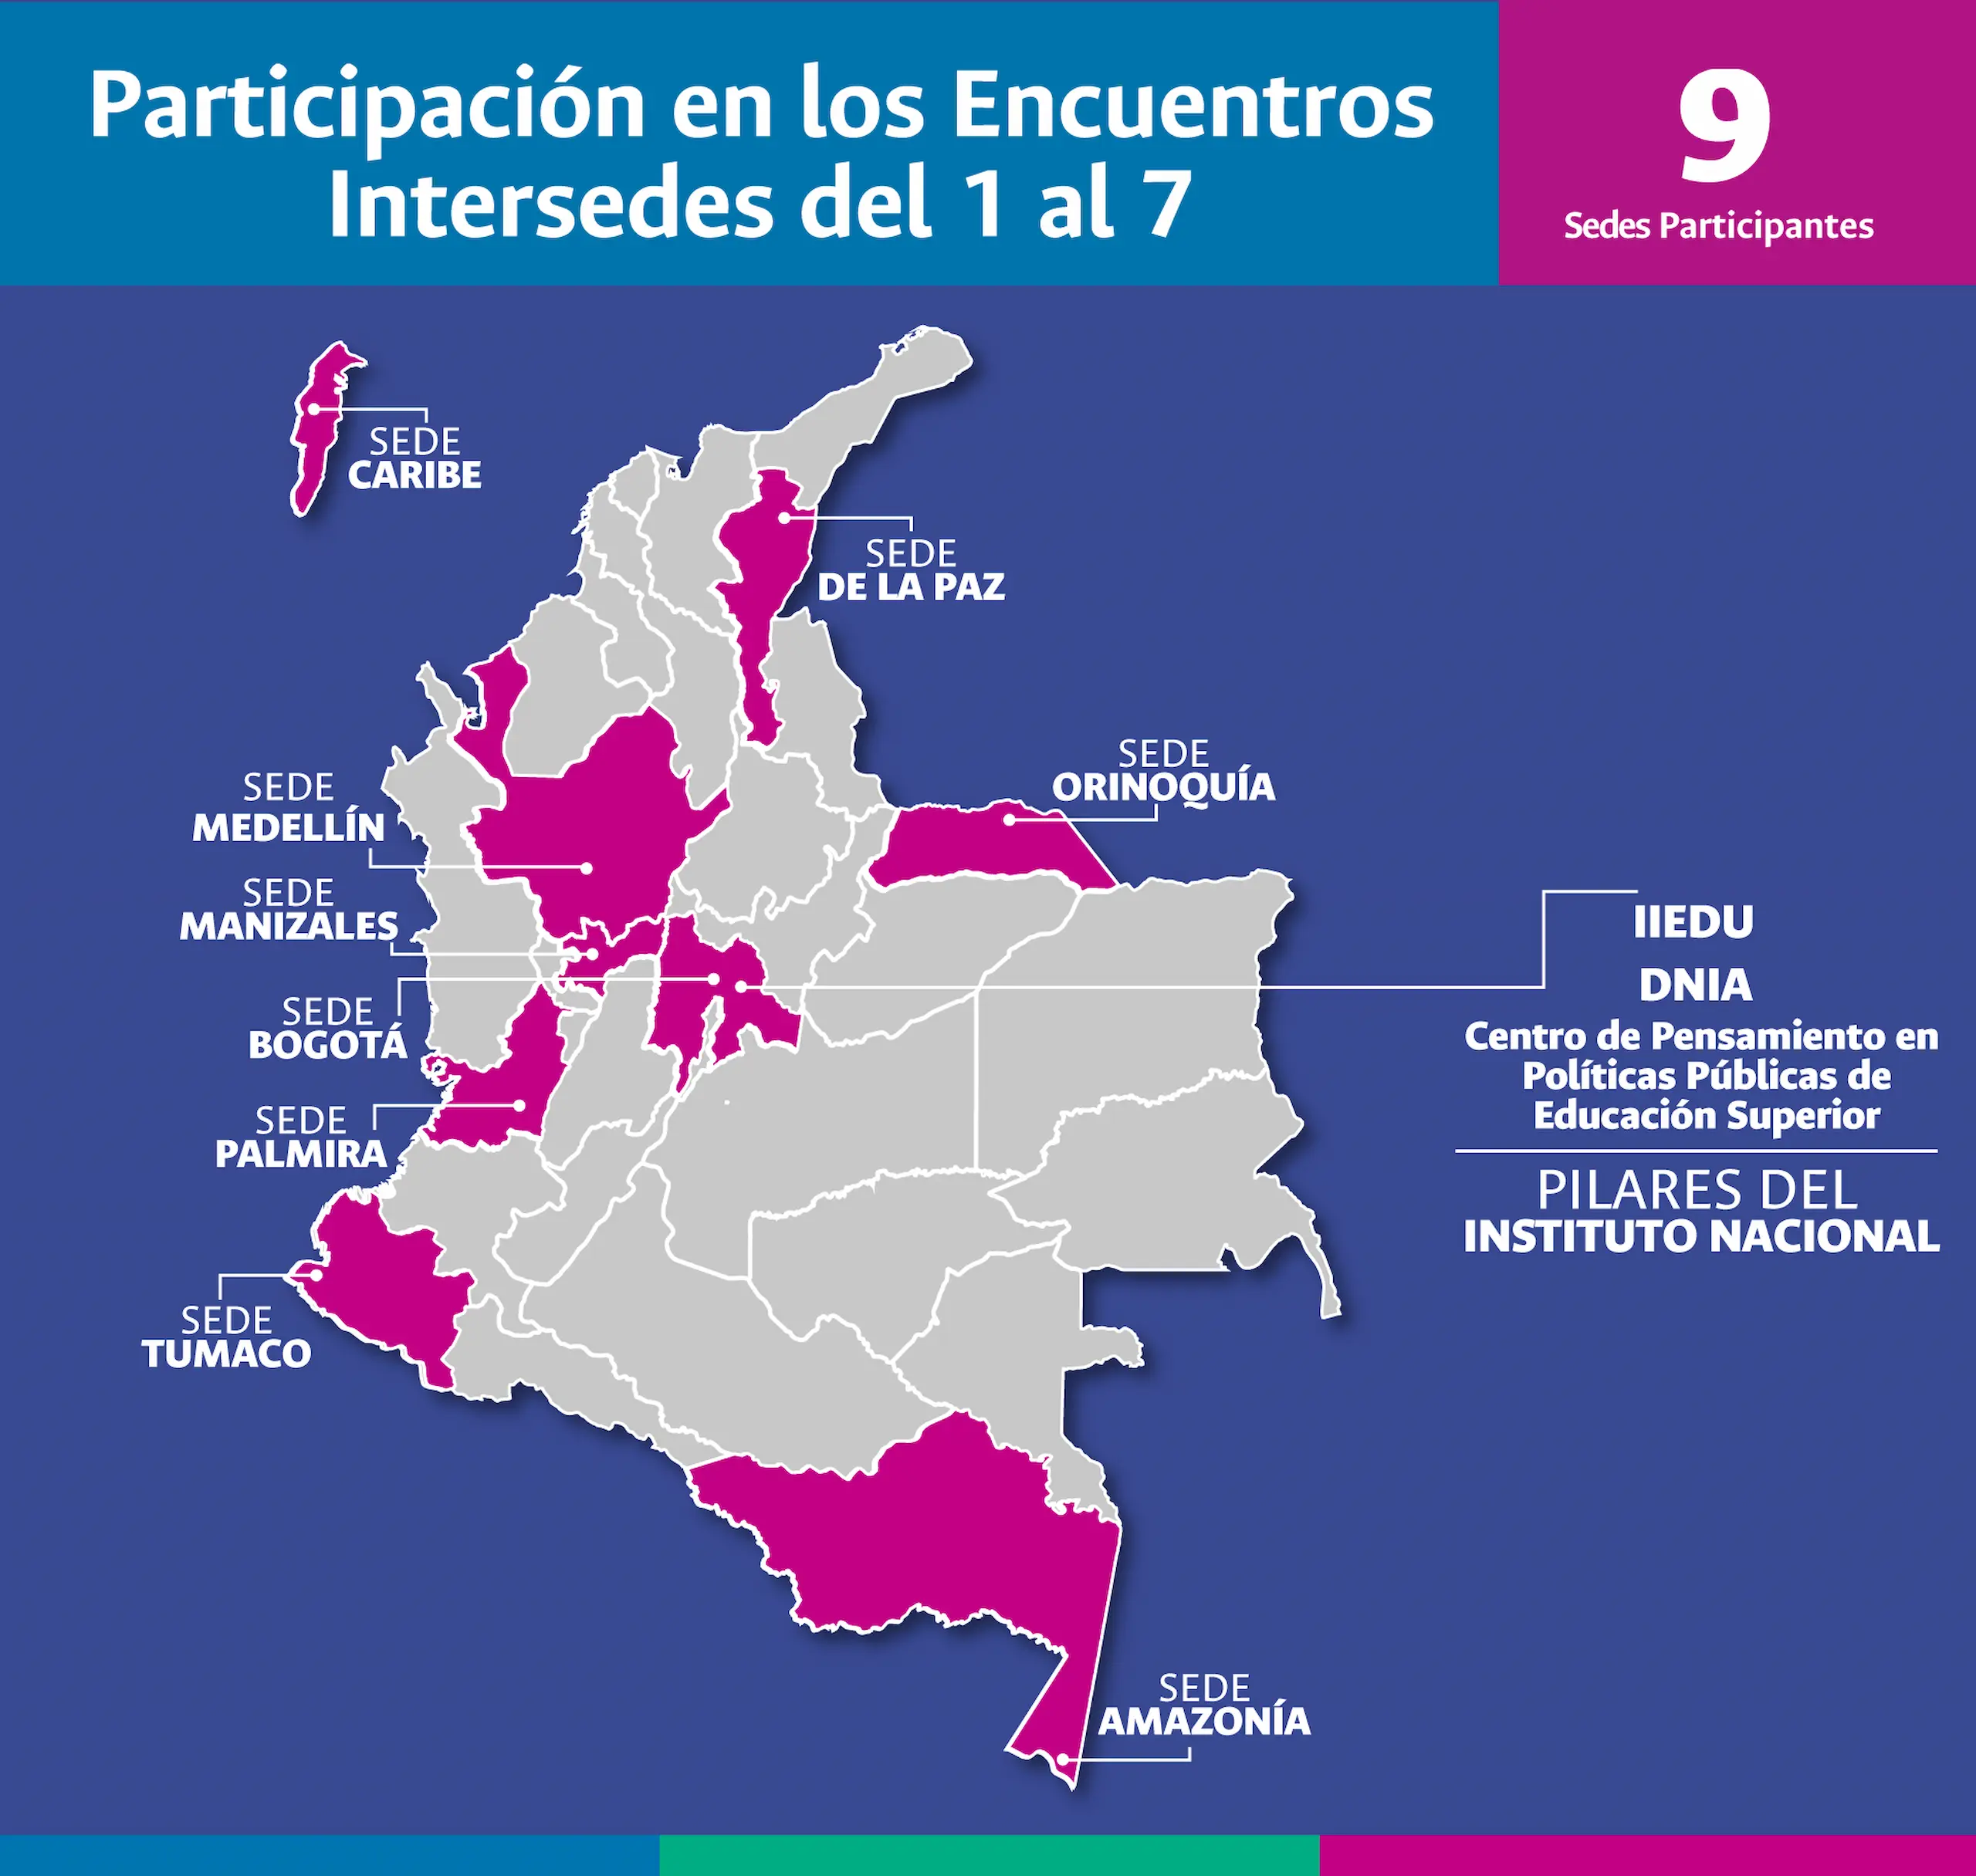 Participación en los Encuentros
Intersedes del 1 al 7
9
Sedes Participantes
SEDE
CARIBE
SEDE
DE LA PAZ
SEDE
ORINOQUÍA
SEDE
MEDELLÍN
SEDE
MANIZALES
SEDE
BOGOTÁ
SEDE
PALMIRA
SEDE
TUMACO
SEDE
AMAZONÍA
IIEDU
DNIA
Centro de Pensamiento en
Políticas Públicas de
Educación Superior
PILARES DEL
INSTITUTO NACIONAL